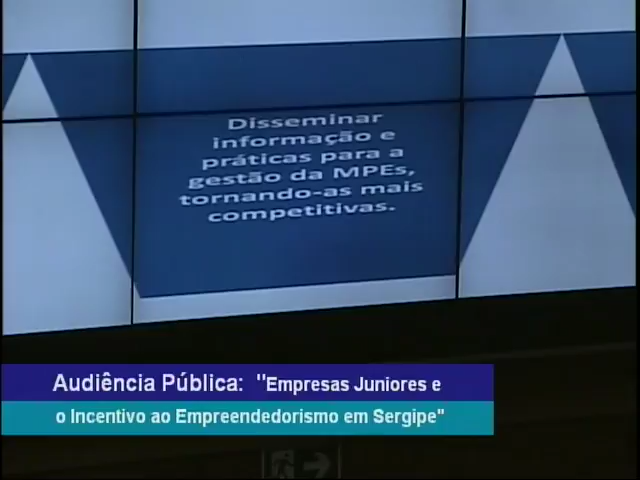 Disseminar
informação e
práticas para a
gestão da MPEs,
tornando-as mais
competitivas.
Audiência Pública: "Empresas Juniores e
o Incentivo ao Empreendedorismo em Sergipe"